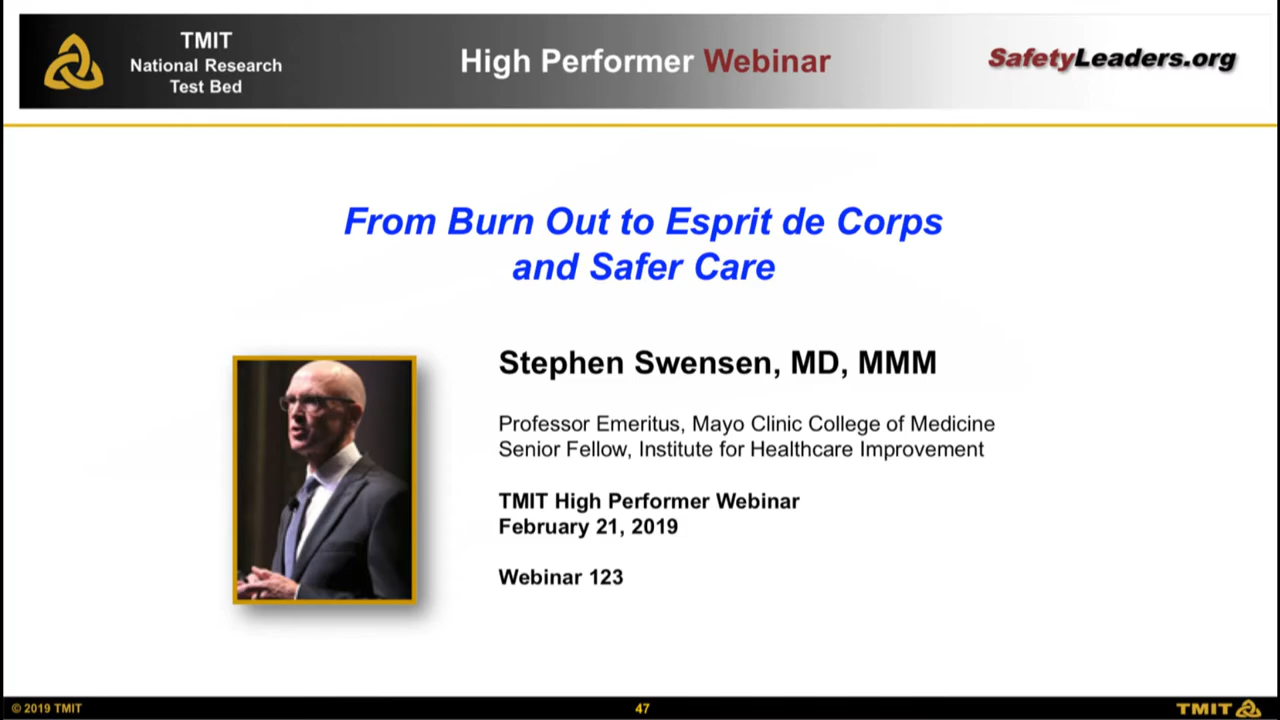 TMIT
National Research
Test Bed
High Performer Webinar
SafetyLeaders.org
From Burn Out to Esprit de Corps
and Safer Care
Stephen Swensen, MD, MMM
Professor Emeritus, Mayo Clinic College of Medicine
Senior Fellow, Institute for Healthcare Improvement
TMIT High Performer Webinar
February 21, 2019
Webinar 123
© 2019 TMIT
47
TMIT